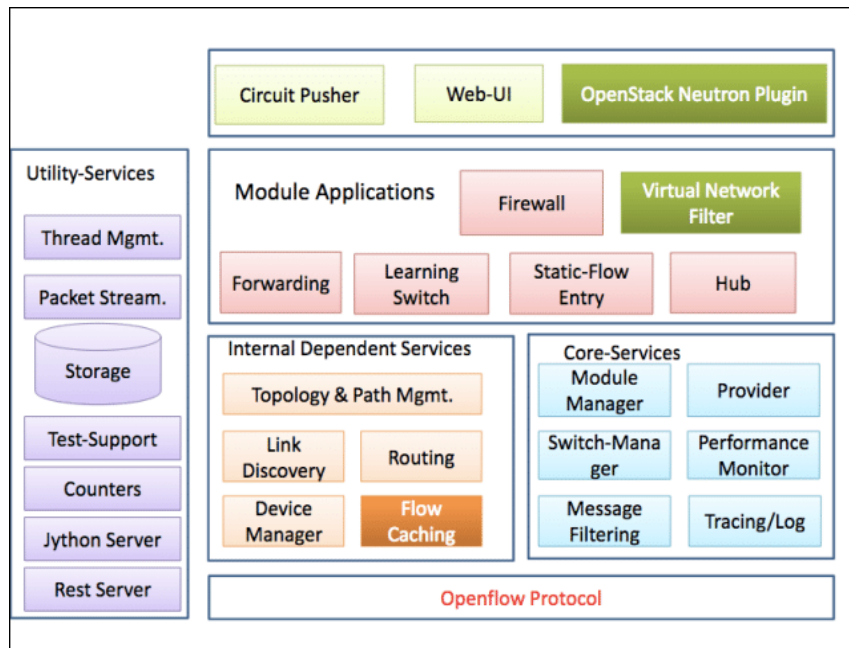 Circuit Pusher
Web-UI
OpenStack Neutron Plugin
Utility-Services
Thread Mgmt.
Packet Stream.
Storage
Test-Support
Counters
Jython Server
Rest Server
Module Applications
Firewall
Virtual Network
Filter
Forwarding
Learning
Switch
Static-Flow
Entry
Hub
Internal Dependent Services
Topology & Path Mgmt.
Link
Discovery
Routing
Device
Manager
Flow
Caching
Core-Services
Module
Manager
Provider
Switch-Mana
ger
Performance
Monitor
Message
Filtering
Tracing/Log
Openflow Protocol